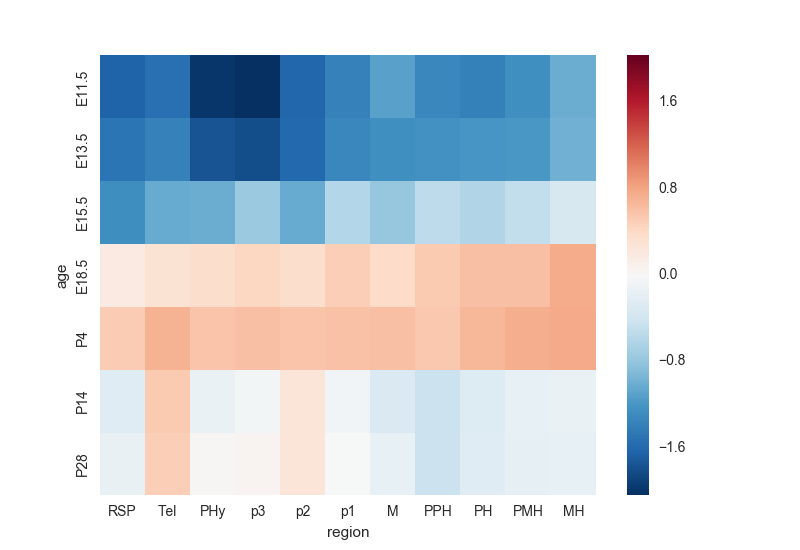 E11.5
E13.5
E15.5
E18.5
P4
P14
P28
age
RSP Tel PHy p3 p2 p1 M PPH PH PMH MH
region
1.6
0.8
0.0
−0.8
−1.6